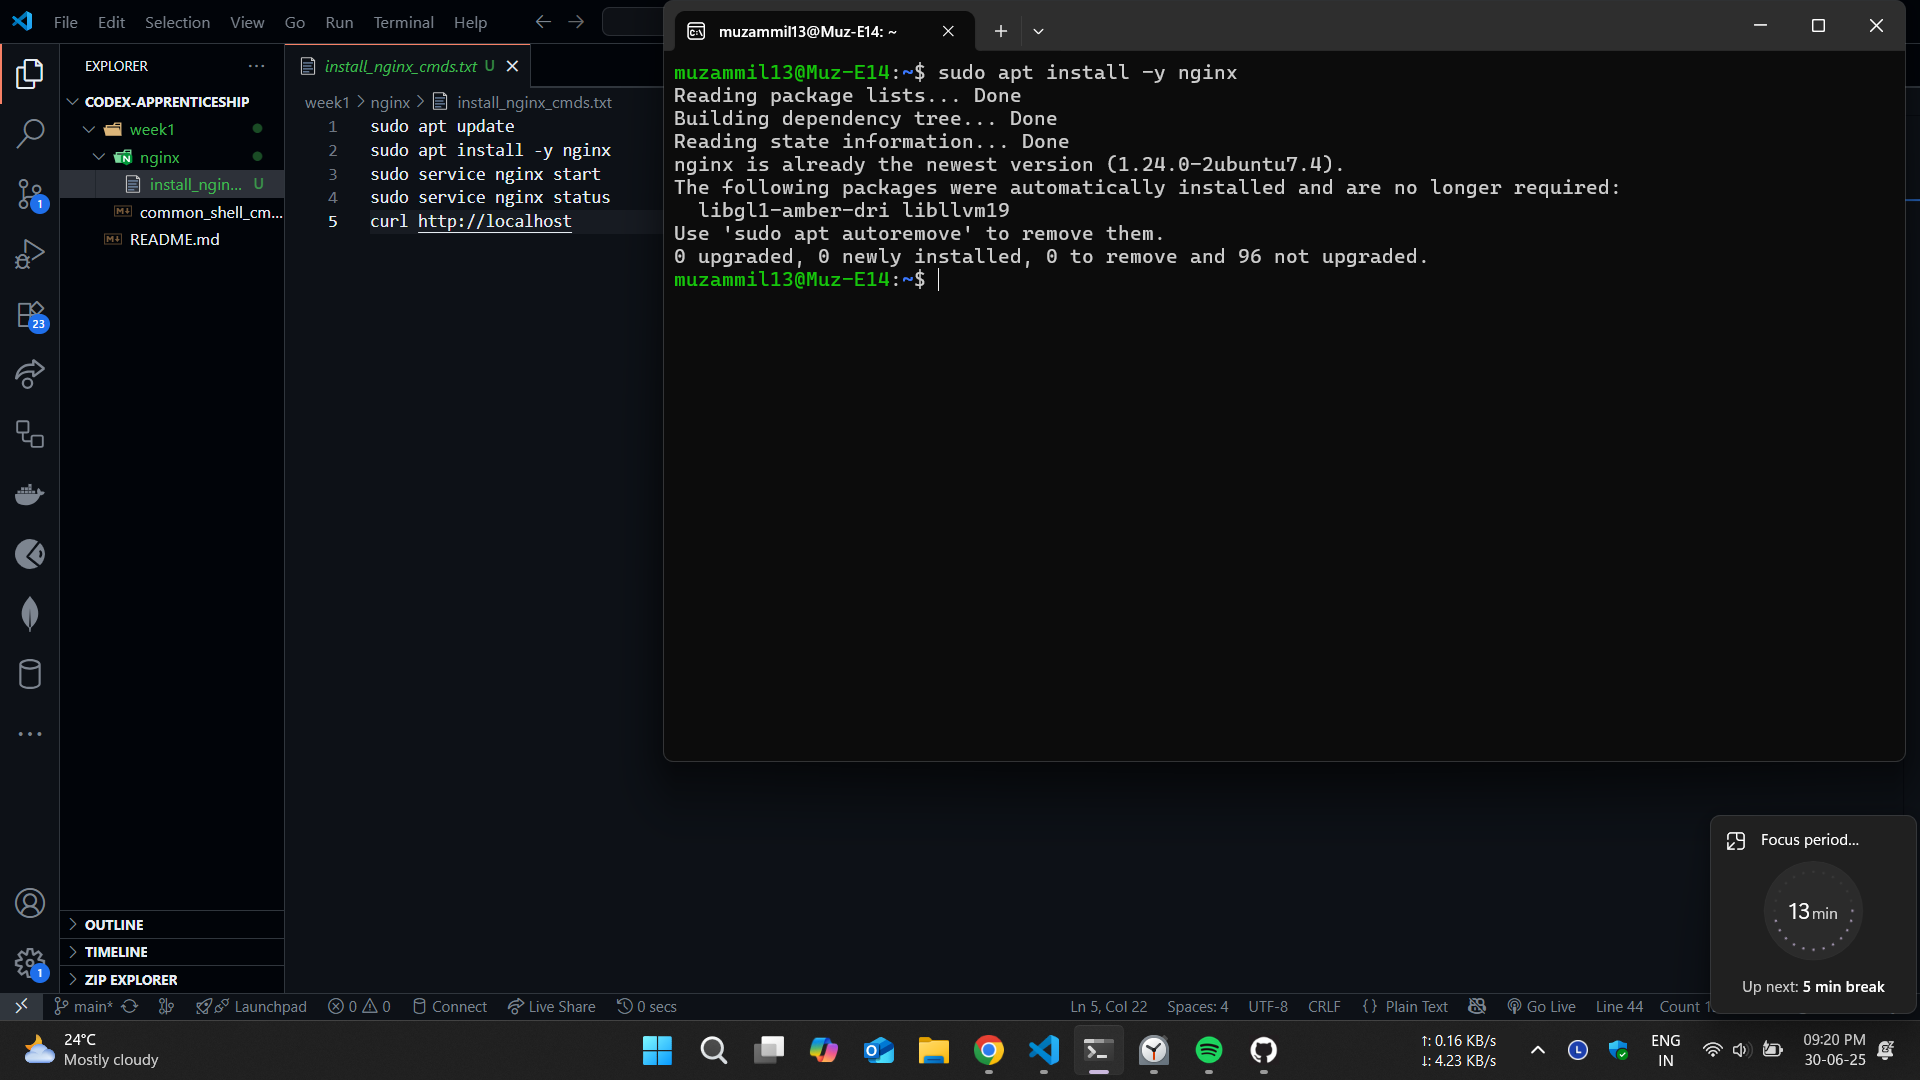 File Edit Selection View Go Run Terminal Help
EXPLORER
CODEX-APPRENTICESHIP
week1
nginx
install_ngin... U
common_shell_cm...
README.md
OUTLINE
TIMELINE
ZIP EXPLORER
install_nginx_cmds.txt U
week1 > nginx > install_nginx_cmds.txt
1 sudo apt update
2 sudo apt install -y nginx
3 sudo service nginx start
4 sudo service nginx status
5 curl http://localhost
muzammil13@Muz-E14: ~
muzammil13@Muz-E14:~$ sudo apt install -y nginx
Reading package lists... Done
Building dependency tree... Done
Reading state information... Done
nginx is already the newest version (1.24.0-2ubuntu7.4).
The following packages were automatically installed and are no longer required:
libgl1-amber-dri libllvm19
Use 'sudo apt autoremove' to remove them.
0 upgraded, 0 newly installed, 0 to remove and 96 not upgraded.
muzammil13@Muz-E14:~$
1
23
1
Focus period...
13 min
Up next: 5 min break
main* Launchpad 0 0 Connect Live Share 0 secs
Ln 5, Col 22 Spaces: 4 UTF-8 CRLF {} Plain Text Go Live Line 44 Count
24°C
Mostly cloudy
↑: 0.16 KB/s
↓: 4.23 KB/s
ENG
IN
09:20 PM
30-06-25